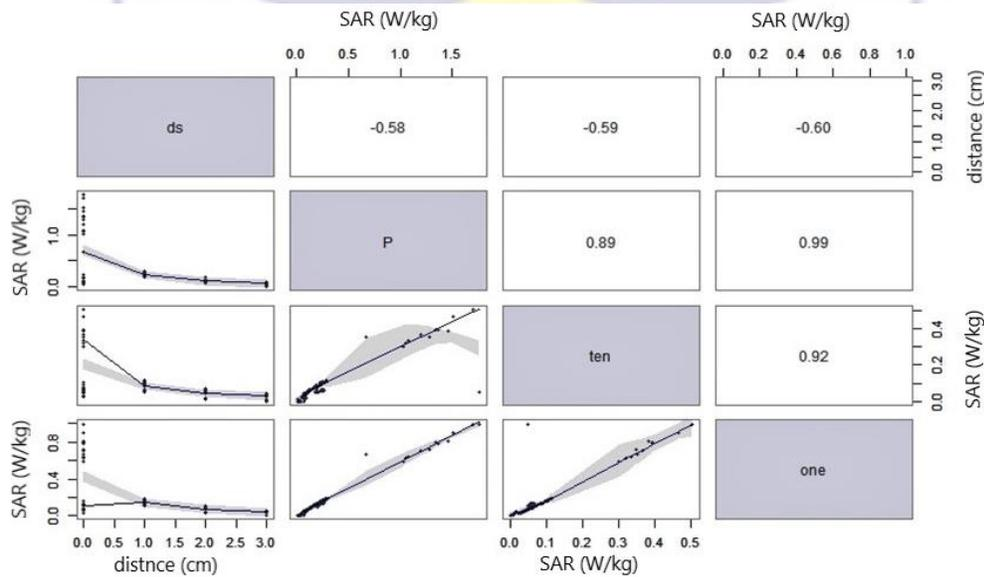 SAR (W/kg) SAR (W/kg)
0.0 0.5 1.0 1.5 0.0 0.2 0.4 0.6 0.8 1.0
ds -0.58 -0.59 -0.60 0.0 1.0 2.0 3.0 distance (cm)
SAR (W/kg) 0.0 1.0 P 0.89 0.99
ten 0.92 0.0 0.2 0.4 SAR (W/kg)
SAR (W/kg) 0.0 0.4 0.8 one
0.0 0.5 1.0 1.5 2.0 2.5 3.0 0.0 0.1 0.2 0.3 0.4 0.5
distnce (cm) SAR (W/kg)